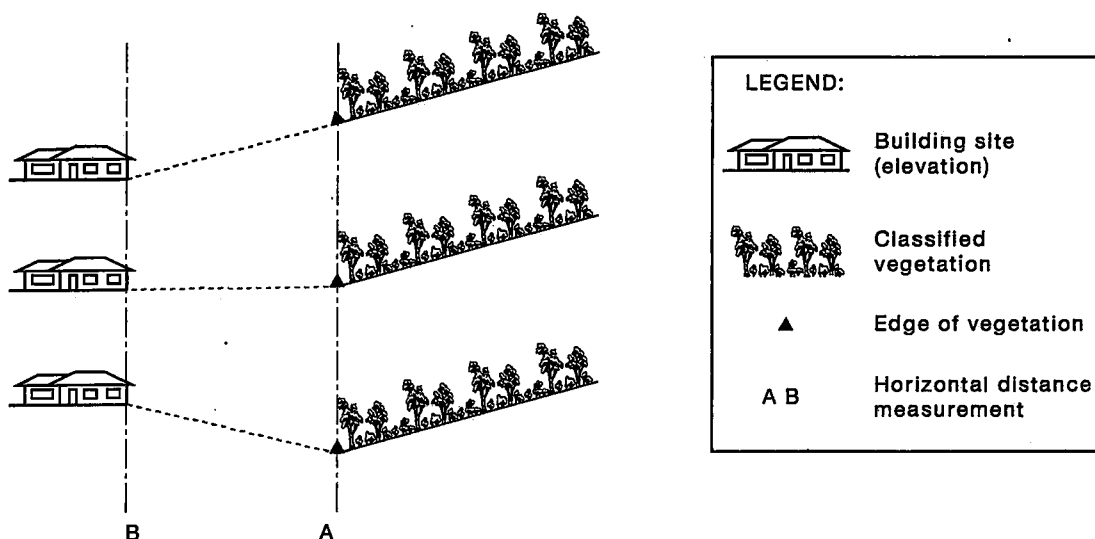 LEGEND:
Building site
(elevation)
Classified
vegetation
Edge of vegetation
A B
Horizontal distance
measurement
B
A